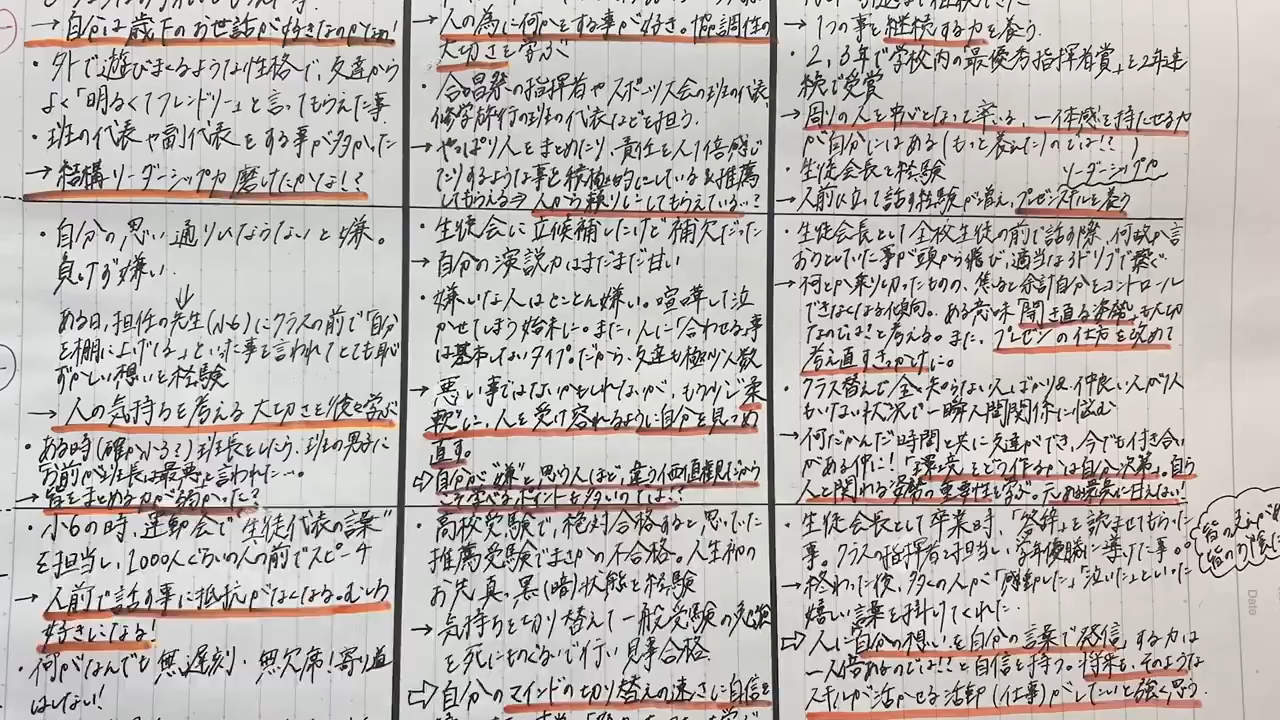 → 自分は歳下のお世話が好きなのかな!
・外で遊びまくるような性格で、友達から
よく「明るくてフレンドリー」と言ってもらえた事
・班の代表や副代表をする事が多かった
→ 結構リーダーシップ力磨けたかな!?
・自分の思い通りにならないと嫌。
負けず嫌い
ある日、担任の先生(小6)にクラスの前で「自分
を棚に上げてる」といった事を言われてとても恥
ずかしい想いを経験
→ 人の気持ちを考える大切さを後々学ぶ
・ある時(確か小5?)班長をしたら、班の男子に
"お前が班長は最悪"と言われた…。
→ 皆をまとめる力が弱かった?
・小6の時、運動会で"生徒代表の言葉"
を担当し、1000人ぐらいの人の前でスピーチ
→ 人前で話す事に抵抗がなくなる。むしろ
好きになる!
・何がなんでも無遅刻・無欠席!寄り道
はしない!
→ 人の為に何かをする事が好き。協調性の
大切さを学ぶ
・合唱祭の指揮者やスポーツ大会の班の代表、
修学旅行の班の代表などを担う。
→ やっぱり人をまとめたり、責任を人1倍感じ
たりするような事を積極的にしている&推薦
してもらえる⇒人から頼りにしてもらえている…?
・生徒会に立候補したけど補欠だった
→ 自分の演説力はまだまだ甘い
・嫌いな人はとことん嫌い。喧嘩して泣
かせてしまう始末に。また、人に「合わせる」事
は基本しないタイプ。だから、友達も極少人数
→ 悪い事ではないかもしれないが、もう少し柔
軟に、人を受け容れるように自分を見つめ
直す。
⇨ 自分が"嫌"と思う人ほど、違う価値観だから
こそ学べるポイントも多いのでは!?
・高校受験で、絶対合格すると思っていた
推薦受験でまさかの不合格。人生初の
お先真っ黒(暗)状態を経験
→ 気持ちを切り替えて一般受験の勉強
を死にものぐるいで行い見事合格
⇨ 自分のマインドの切り替えの速さに自信を
→ 1つの事を継続する力を養う
・2、3年で学校内の「最優秀指揮者賞」を2年連
続で受賞
→ 周りの人を中心となって率いる、一体感を持たせる力
が自分にはある(もっと養えた)のでは!?
・生徒会長を経験
リーダーシップ力
→ 人前に立って話す経験が増え、プレゼンスキルを養う
・生徒会長として全校生徒の前で話す際、何故か言
おうとしていた事が頭から飛び、適当なアドリブで繋ぐ
→ 何とか乗り切ったものの、焦ると余計自分をコントロール
できなくなる傾向。ある意味「開き直る姿勢」も大切
なのでは!と考える。また、プレゼンの仕方を改めて
考え直すきっかけに。
・クラス替えで全く知らない人ばかり&仲良い人が1人
もいない状況で一瞬人間関係に悩む
→ 何だかんだ時間と共に友達ができ、今でも付き合い
がある仲に!「環境」をどう作るかは自分次第。自ら
人と関わる姿勢の重要性を学ぶ。
・生徒会長として卒業時、「答辞」を読ませてもらった
事。クラスの指揮者を担当し、学年優勝に導けた事。
→ 終わった後、多くの人が「感動した」「泣いた」といった
嬉しい言葉を掛けてくれた.
⇨ 人に自分の想いを自分の言葉で発信する力は
一人倍あるのでは!?と自信を持つ。将来も、そのような
スキルが活かせる活動(仕事)がしたいと強く思う.
Date